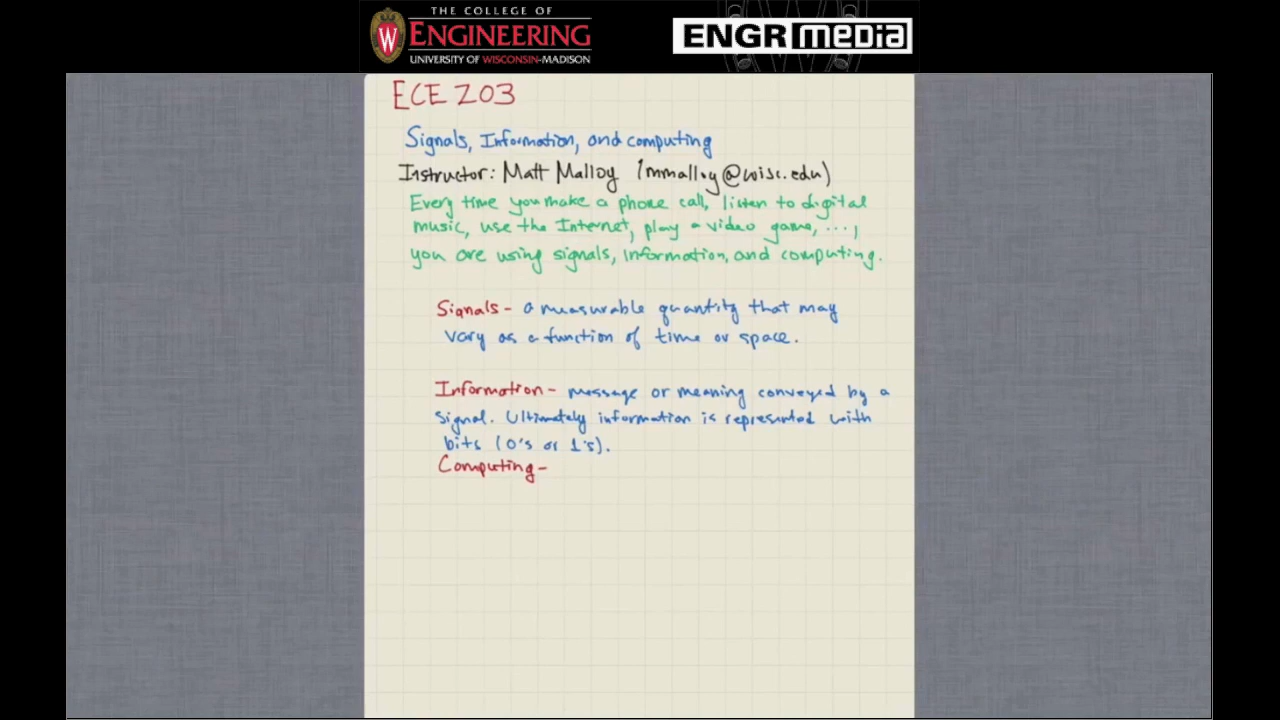 THE COLLEGE OF
ENGINEERING
UNIVERSITY OF WISCONSIN-MADISON
W
ENGRmedia
ECE 203
Signals, Information, and computing
Instructor: Matt Malloy (mmalloy@wisc.edu)
Every time you make a phone call, listen to digital
music, use the Internet, play a video game, ...,
you are using signals, information, and computing.
Signals - a measurable quantity that may
vary as a function of time or space.
Information - message or meaning conveyed by a
signal. Ultimately information is represented with
bits (0's or 1's).
Computing -